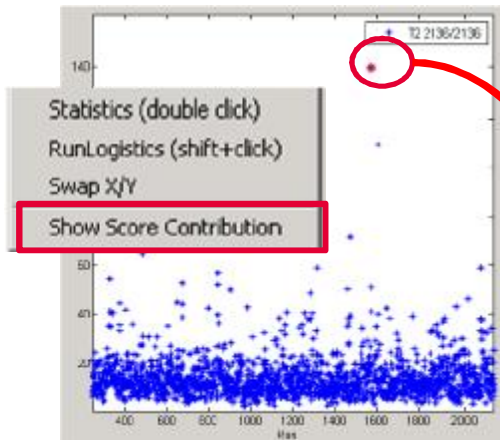 T2 2136/2136
140
Statistics (double click)
RunLogistics (shift+click)
Swap X/Y
Show Score Contribution
60
40
20
400 600 800 1000 1200 1400 1600 1800 2000